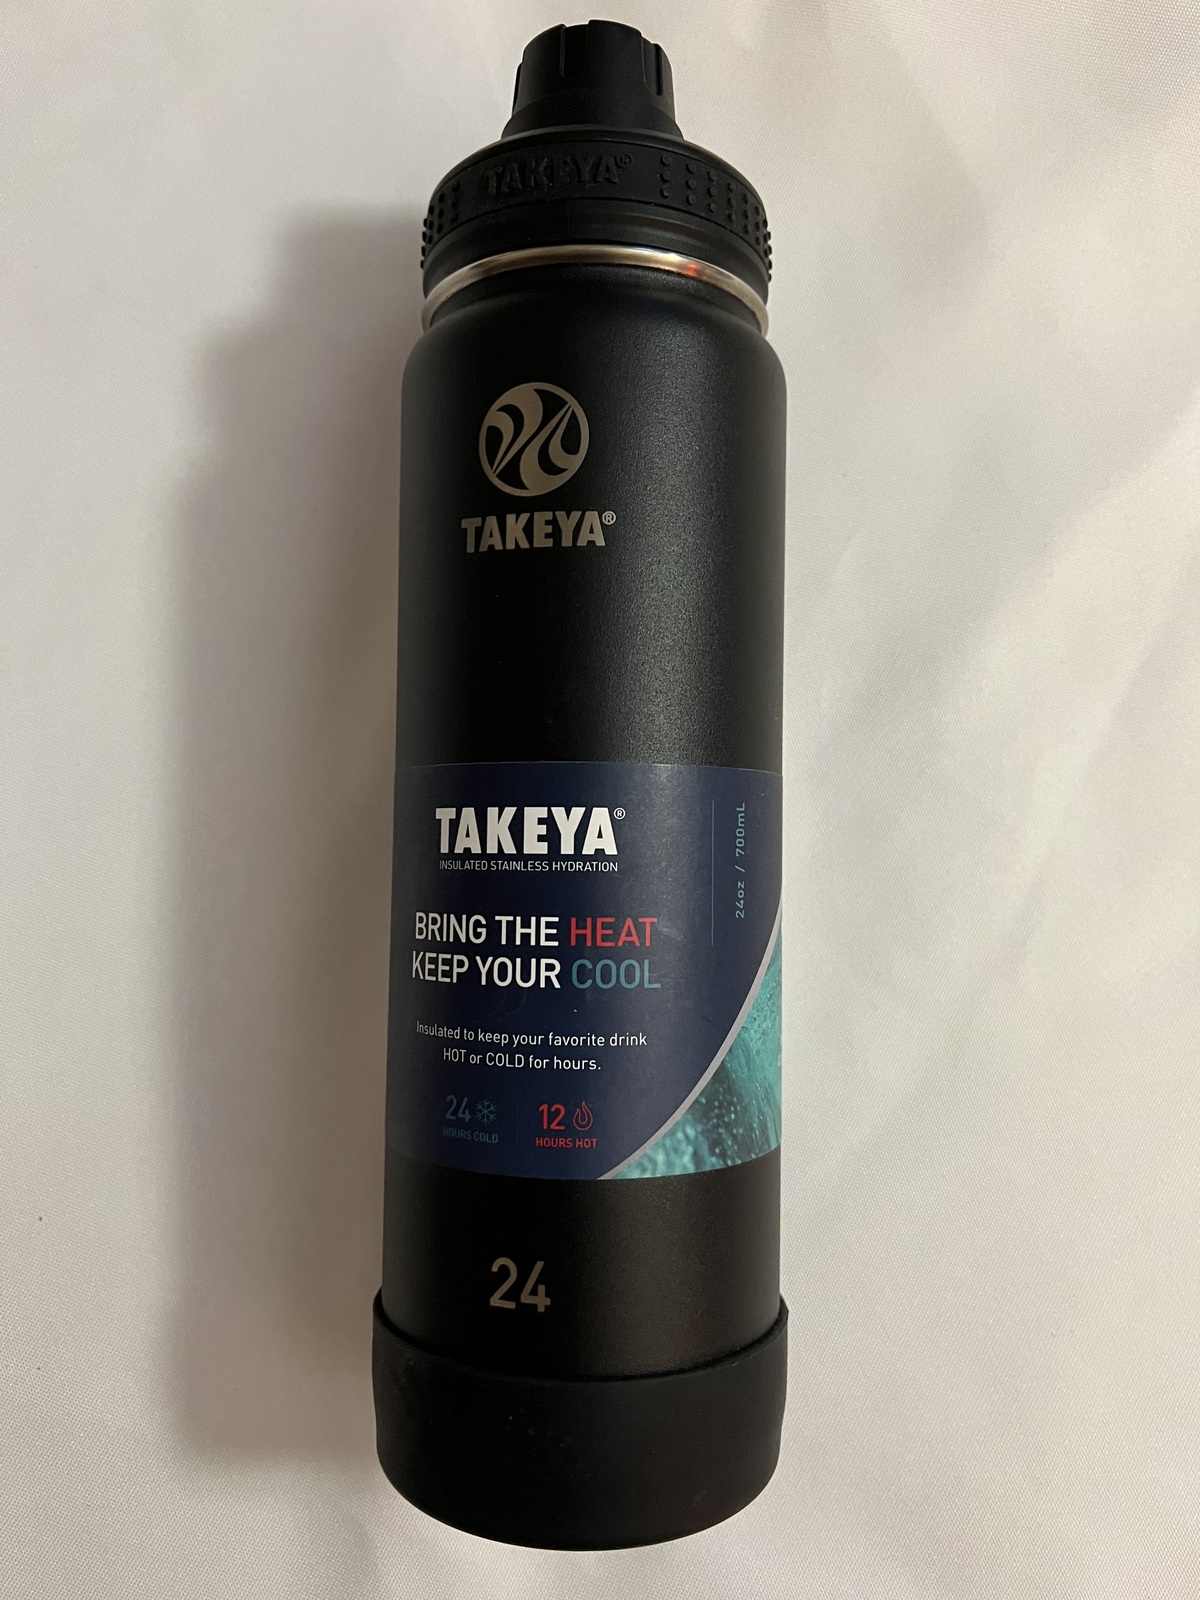 TAKEYA®
TAKEYA®
TAKEYA®
INSULATED STAINLESS HYDRATION
24oz / 700mL
BRING THE HEAT
KEEP YOUR COOL
Insulated to keep your favorite drink
HOT or COLD for hours.
24
HOURS COLD
12
HOURS HOT
24